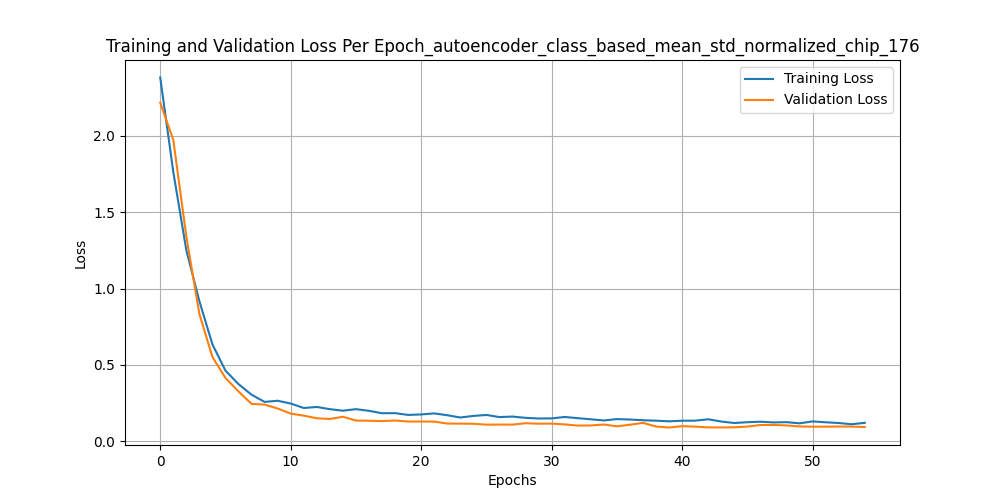 Training and Validation Loss Per Epoch_autoencoder_class_based_mean_std_normalized_chip_176
Training Loss
Validation Loss
2.0
1.5
1.0
0.5
0.0
Loss
0 10 20 30 40 50
Epochs